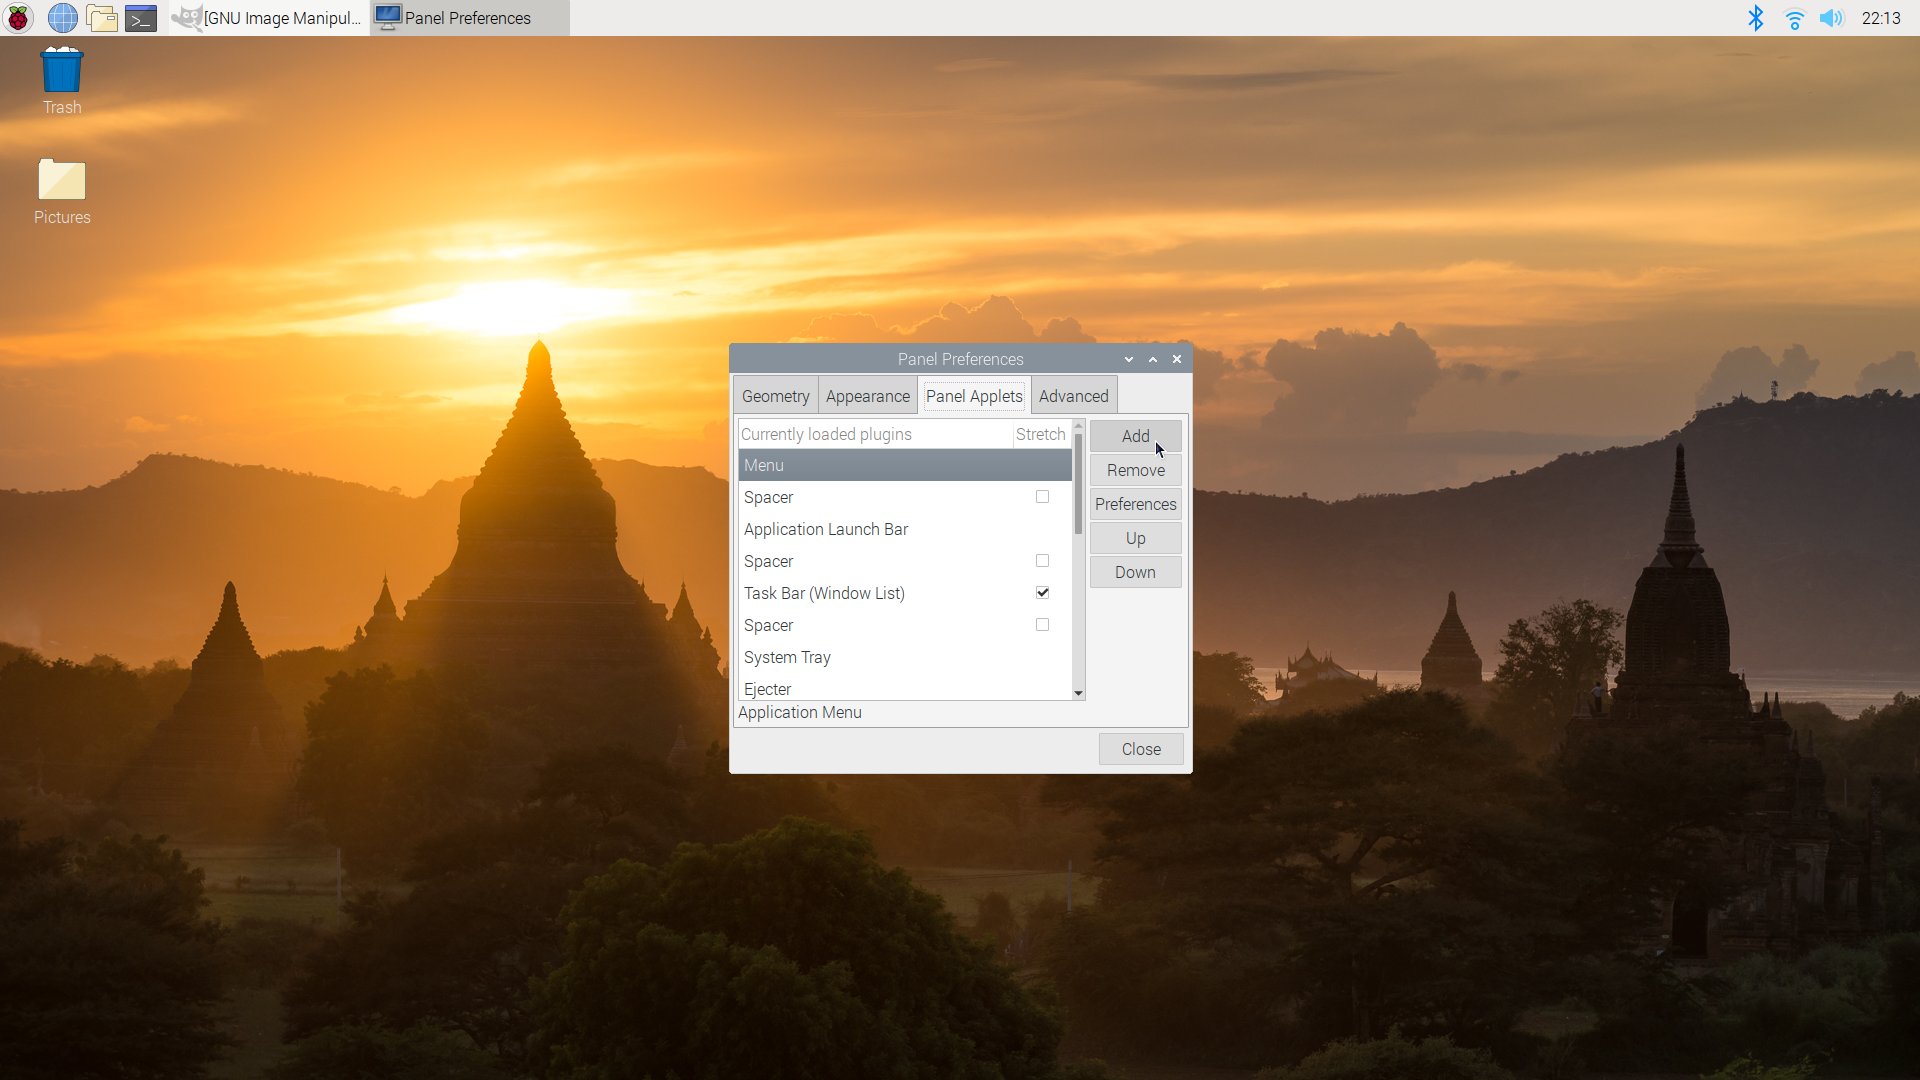 [GNU Image Manipul...
Panel Preferences
22:13
Trash
Pictures
Panel Preferences
Geometry
Appearance
Panel Applets
Advanced
Currently loaded plugins
Stretch
Add
Menu
Remove
Spacer
Preferences
Application Launch Bar
Up
Spacer
Down
Task Bar (Window List)
Spacer
System Tray
Ejecter
Application Menu
Close